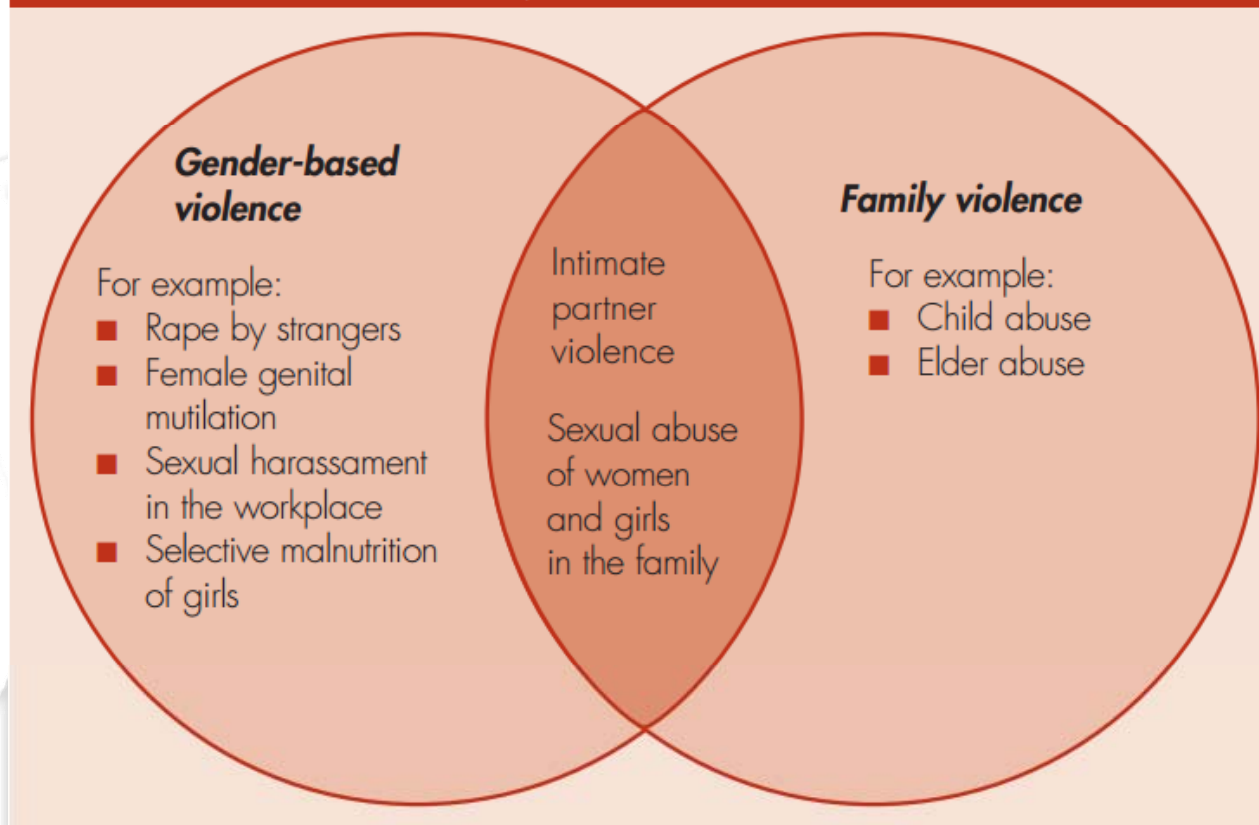 Gender-based
violence
For example:
■ Rape by strangers
■ Female genital
mutilation
■ Sexual harassament
in the workplace
■ Selective malnutrition
of girls
Intimate
partner
violence
Sexual abuse
of women
and girls
in the family
Family violence
For example:
■ Child abuse
■ Elder abuse